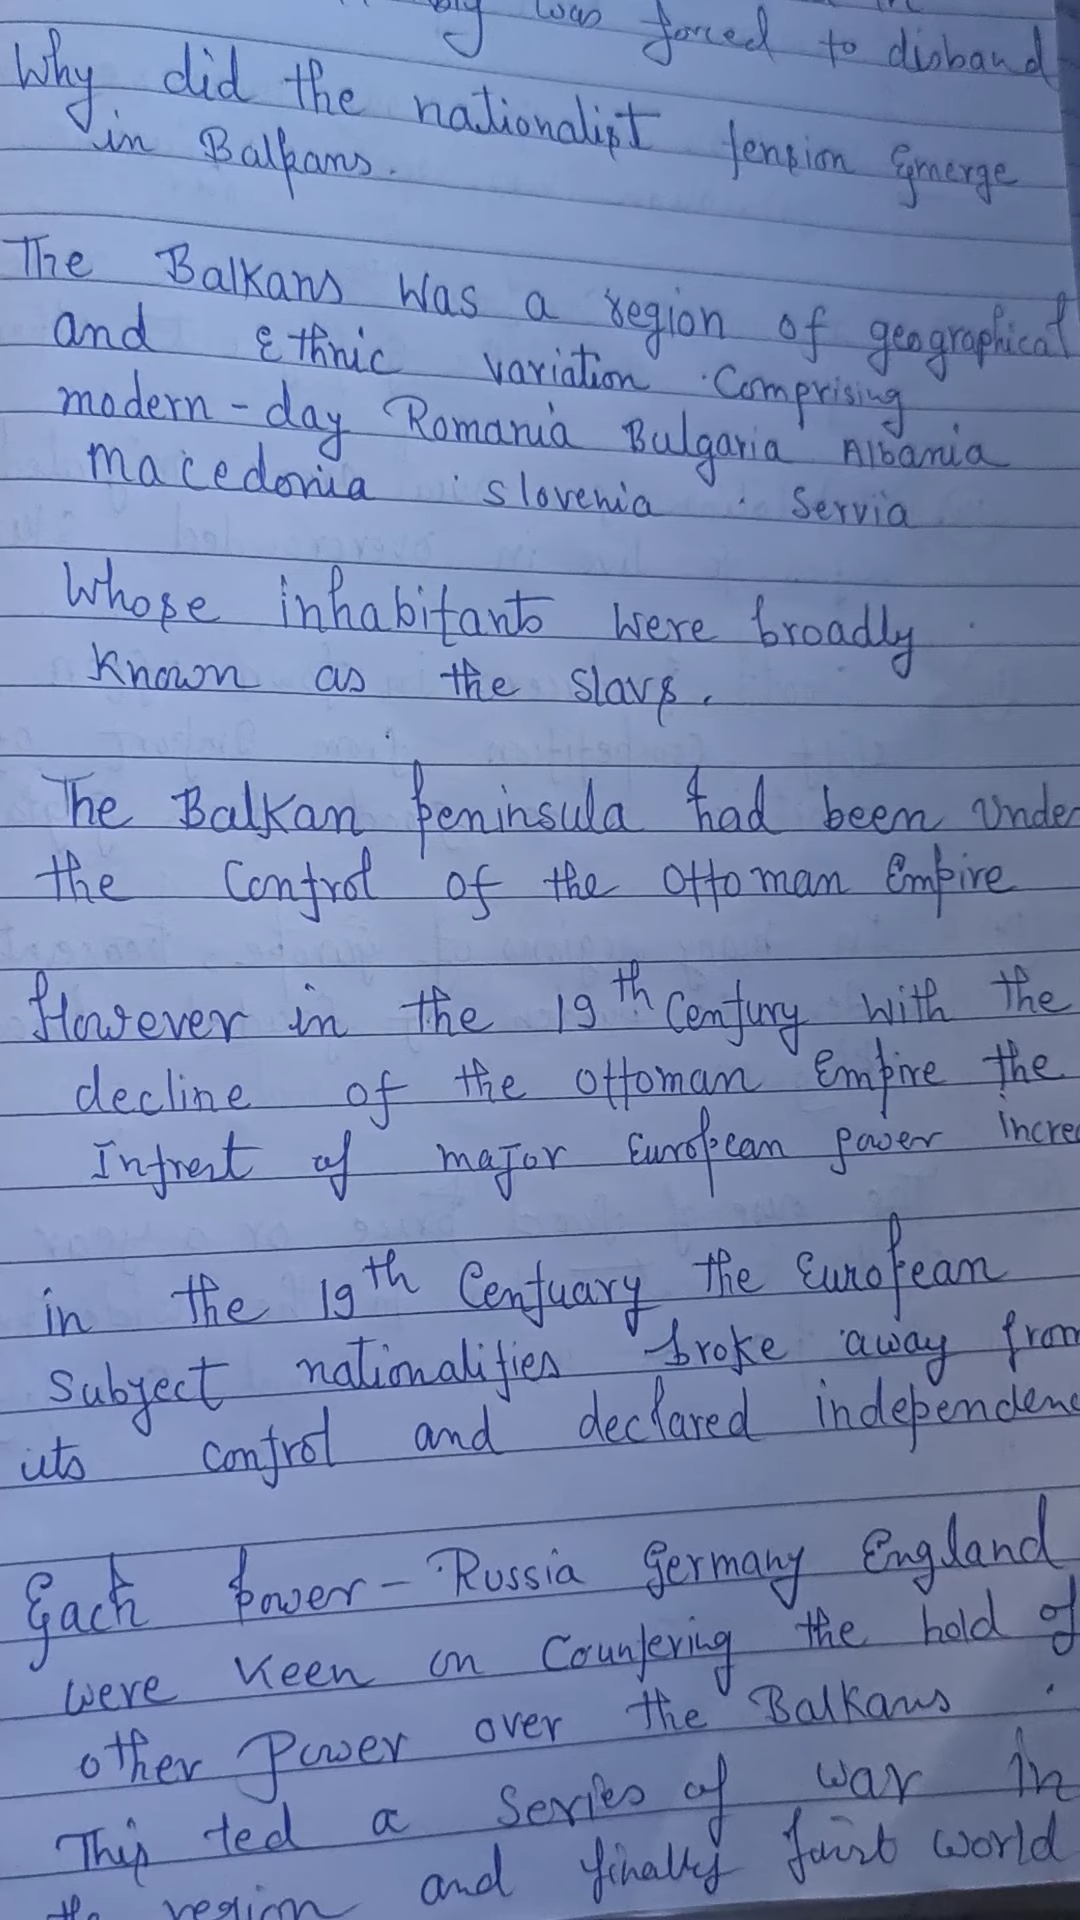 was forced to disband
Why did the nationalist tension Emerge
in Balkans.
The Balkans was a region of geographical
and Ethnic variation Comprising
modern-day Romania Bulgaria Albania
Macedonia slovenia Servia
Whose inhabitants were broadly
Known as the slavs.
The Balkan peninsula had been Under
the Control of the Ottoman Empire
However in the 19th Century with the
decline of the Ottoman Empire the
Intrest of major European power incre
in the 19th Centuary the European
subject nationalities broke away from
its control and declared independenc
Each power - Russia Germany England
were Keen on Countering the hold of
other Power over the Balkans
This led a series of war in
the region and finally first world